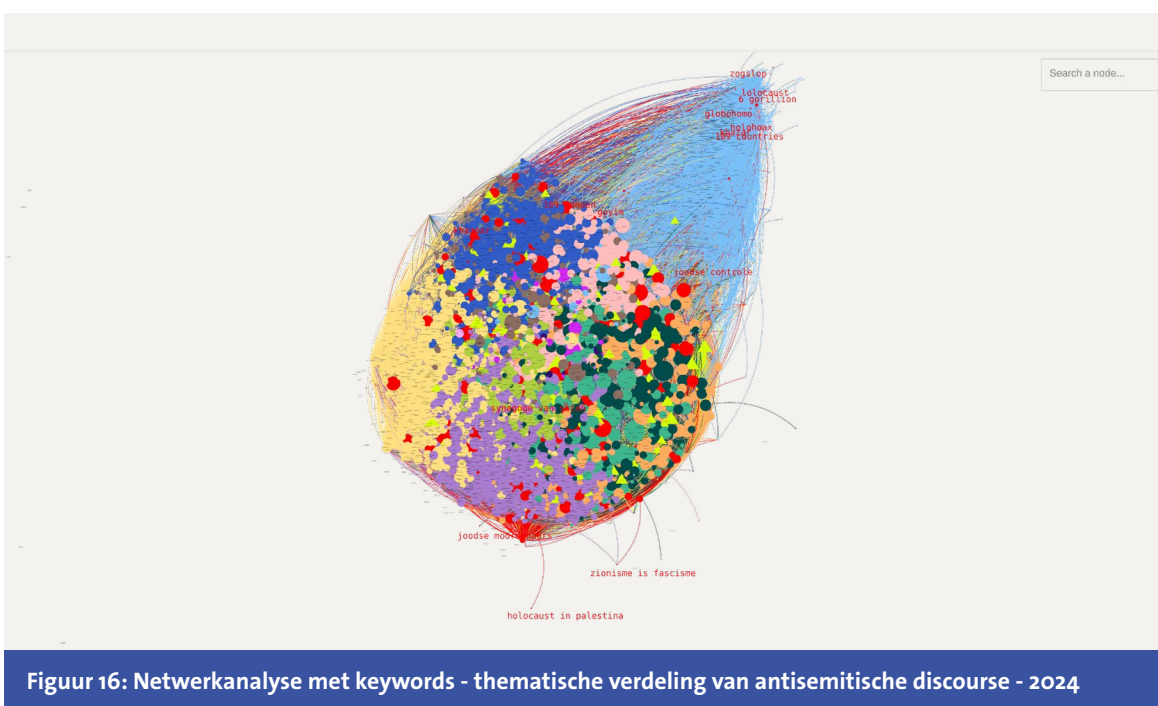 zogslop
Search a node...
lolocaust
6 gorillion
globohomo
holohoax
109 countries
goyim
joodse controle
synagoge van
joodse
zionisme is fascisme
holocaust in palestina
Figuur 16: Netwerkanalyse met keywords - thematische verdeling van antisemitische discourse - 2024